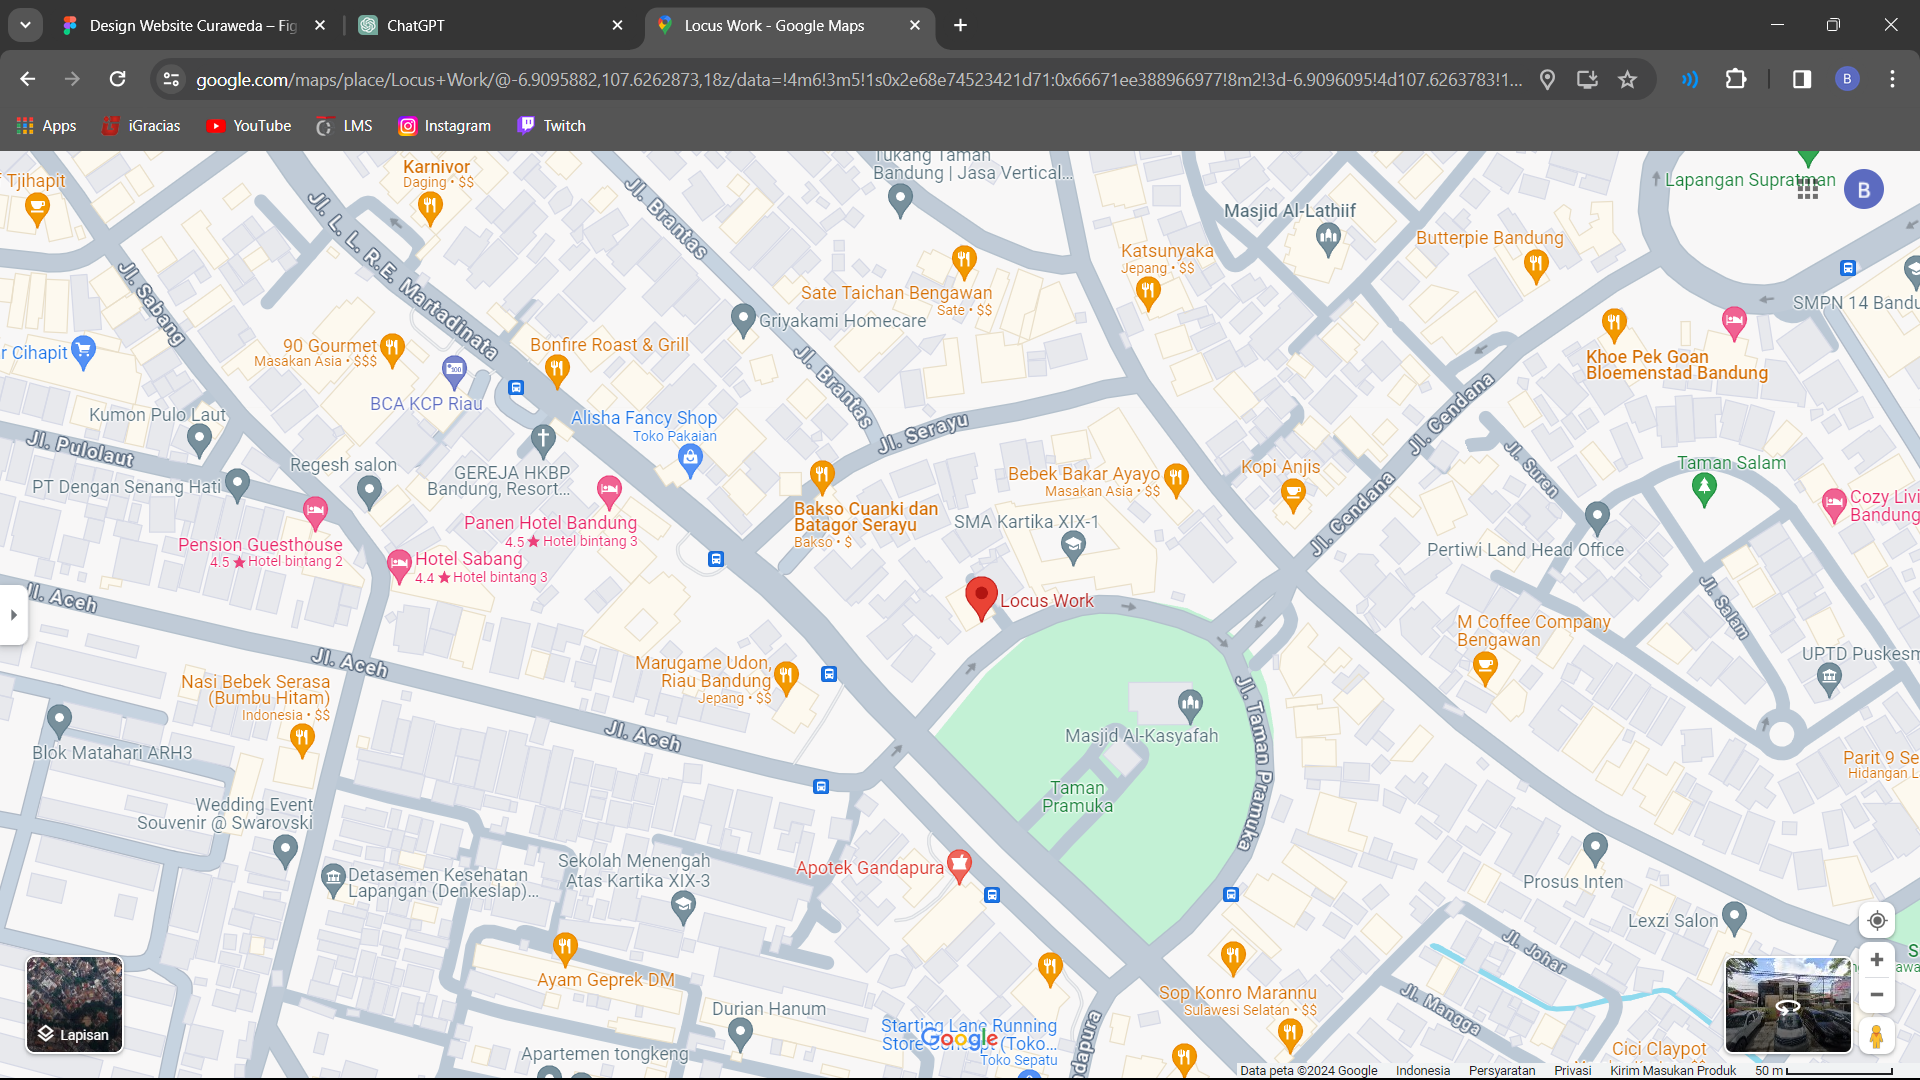 Design Website Curaweda – Fig
ChatGPT
Locus Work - Google Maps
google.com/maps/place/Locus+Work/@-6.9095882,107.6262873,18z/data=!4m6!3m5!1s0x2e68e74523421d71:0x66671ee388966977!8m2!3d-6.9096095!4d107.6263783!1...
B
Apps
iGracias
YouTube
LMS
Instagram
Twitch
Tjihapit
Karnivor
Daging • $$
Tukang Taman
Bandung | Jasa Vertical...
Lapangan Supratman
B
Masjid Al-Lathiif
Butterpie Bandung
Katsunyaka
Jepang • $$
Jl. L. L. R.E. Martadinata
Jl. Brantas
Jl. Sabang
Sate Taichan Bengawan
Sate • $$
Griyakami Homecare
SMPN 14 Bandu
90 Gourmet
Masakan Asia • $$$
Bonfire Roast & Grill
r Cihapit
Khoe Pek Goan
Bloemenstad Bandung
BCA KCP Riau
Jl. Brantas
Jl. Cendana
Kumon Pulo Laut
Alisha Fancy Shop
Toko Pakaian
Jl. Serayu
Jl. Pulolaut
Regesh salon
GEREJA HKBP
Bandung, Resort...
PT Dengan Senang Hati
Bebek Bakar Ayayo
Masakan Asia • $$
Kopi Anjis
Jl. Suren
Taman Salam
Cozy Livi
Bandung
Jl. Cendana
Panen Hotel Bandung
4.5 ★ Hotel bintang 3
Bakso Cuanki dan
Batagor Serayu
Bakso • $
SMA Kartika XIX-1
Pension Guesthouse
4.5 ★ Hotel bintang 2
Hotel Sabang
4.4 ★ Hotel bintang 3
Pertiwi Land Head Office
Jl. Aceh
Locus Work
Jl. Salam
M Coffee Company
Bengawan
Jl. Aceh
Marugame Udon,
Riau Bandung
Jepang • $$
UPTD Puskesm
Nasi Bebek Serasa
(Bumbu Hitam)
Indonesia • $$
Jl. Aceh
Masjid Al-Kasyafah
Jl. Taman Pramuka
Blok Matahari ARH3
Parit 9 Se
Hidangan L
Taman
Pramuka
Wedding Event
Souvenir @ Swarovski
Sekolah Menengah
Atas Kartika XIX-3
Apotek Gandapura
Detasemen Kesehatan
Lapangan (Denkeslap)...
Prosus Inten
Lexzi Salon
Jl. Johar
Ayam Geprek DM
Sop Konro Marannu
Sulawesi Selatan • $$
Jl. Mangga
Durian Hanum
Starting Lane Running
Store Concept (Toko...
Toko Sepatu
Google
Lapisan
Apartemen tongkeng
Cici Claypot
Data peta ©2024 Google
Indonesia
Persyaratan
Privasi
Kirim Masukan Produk
50 m